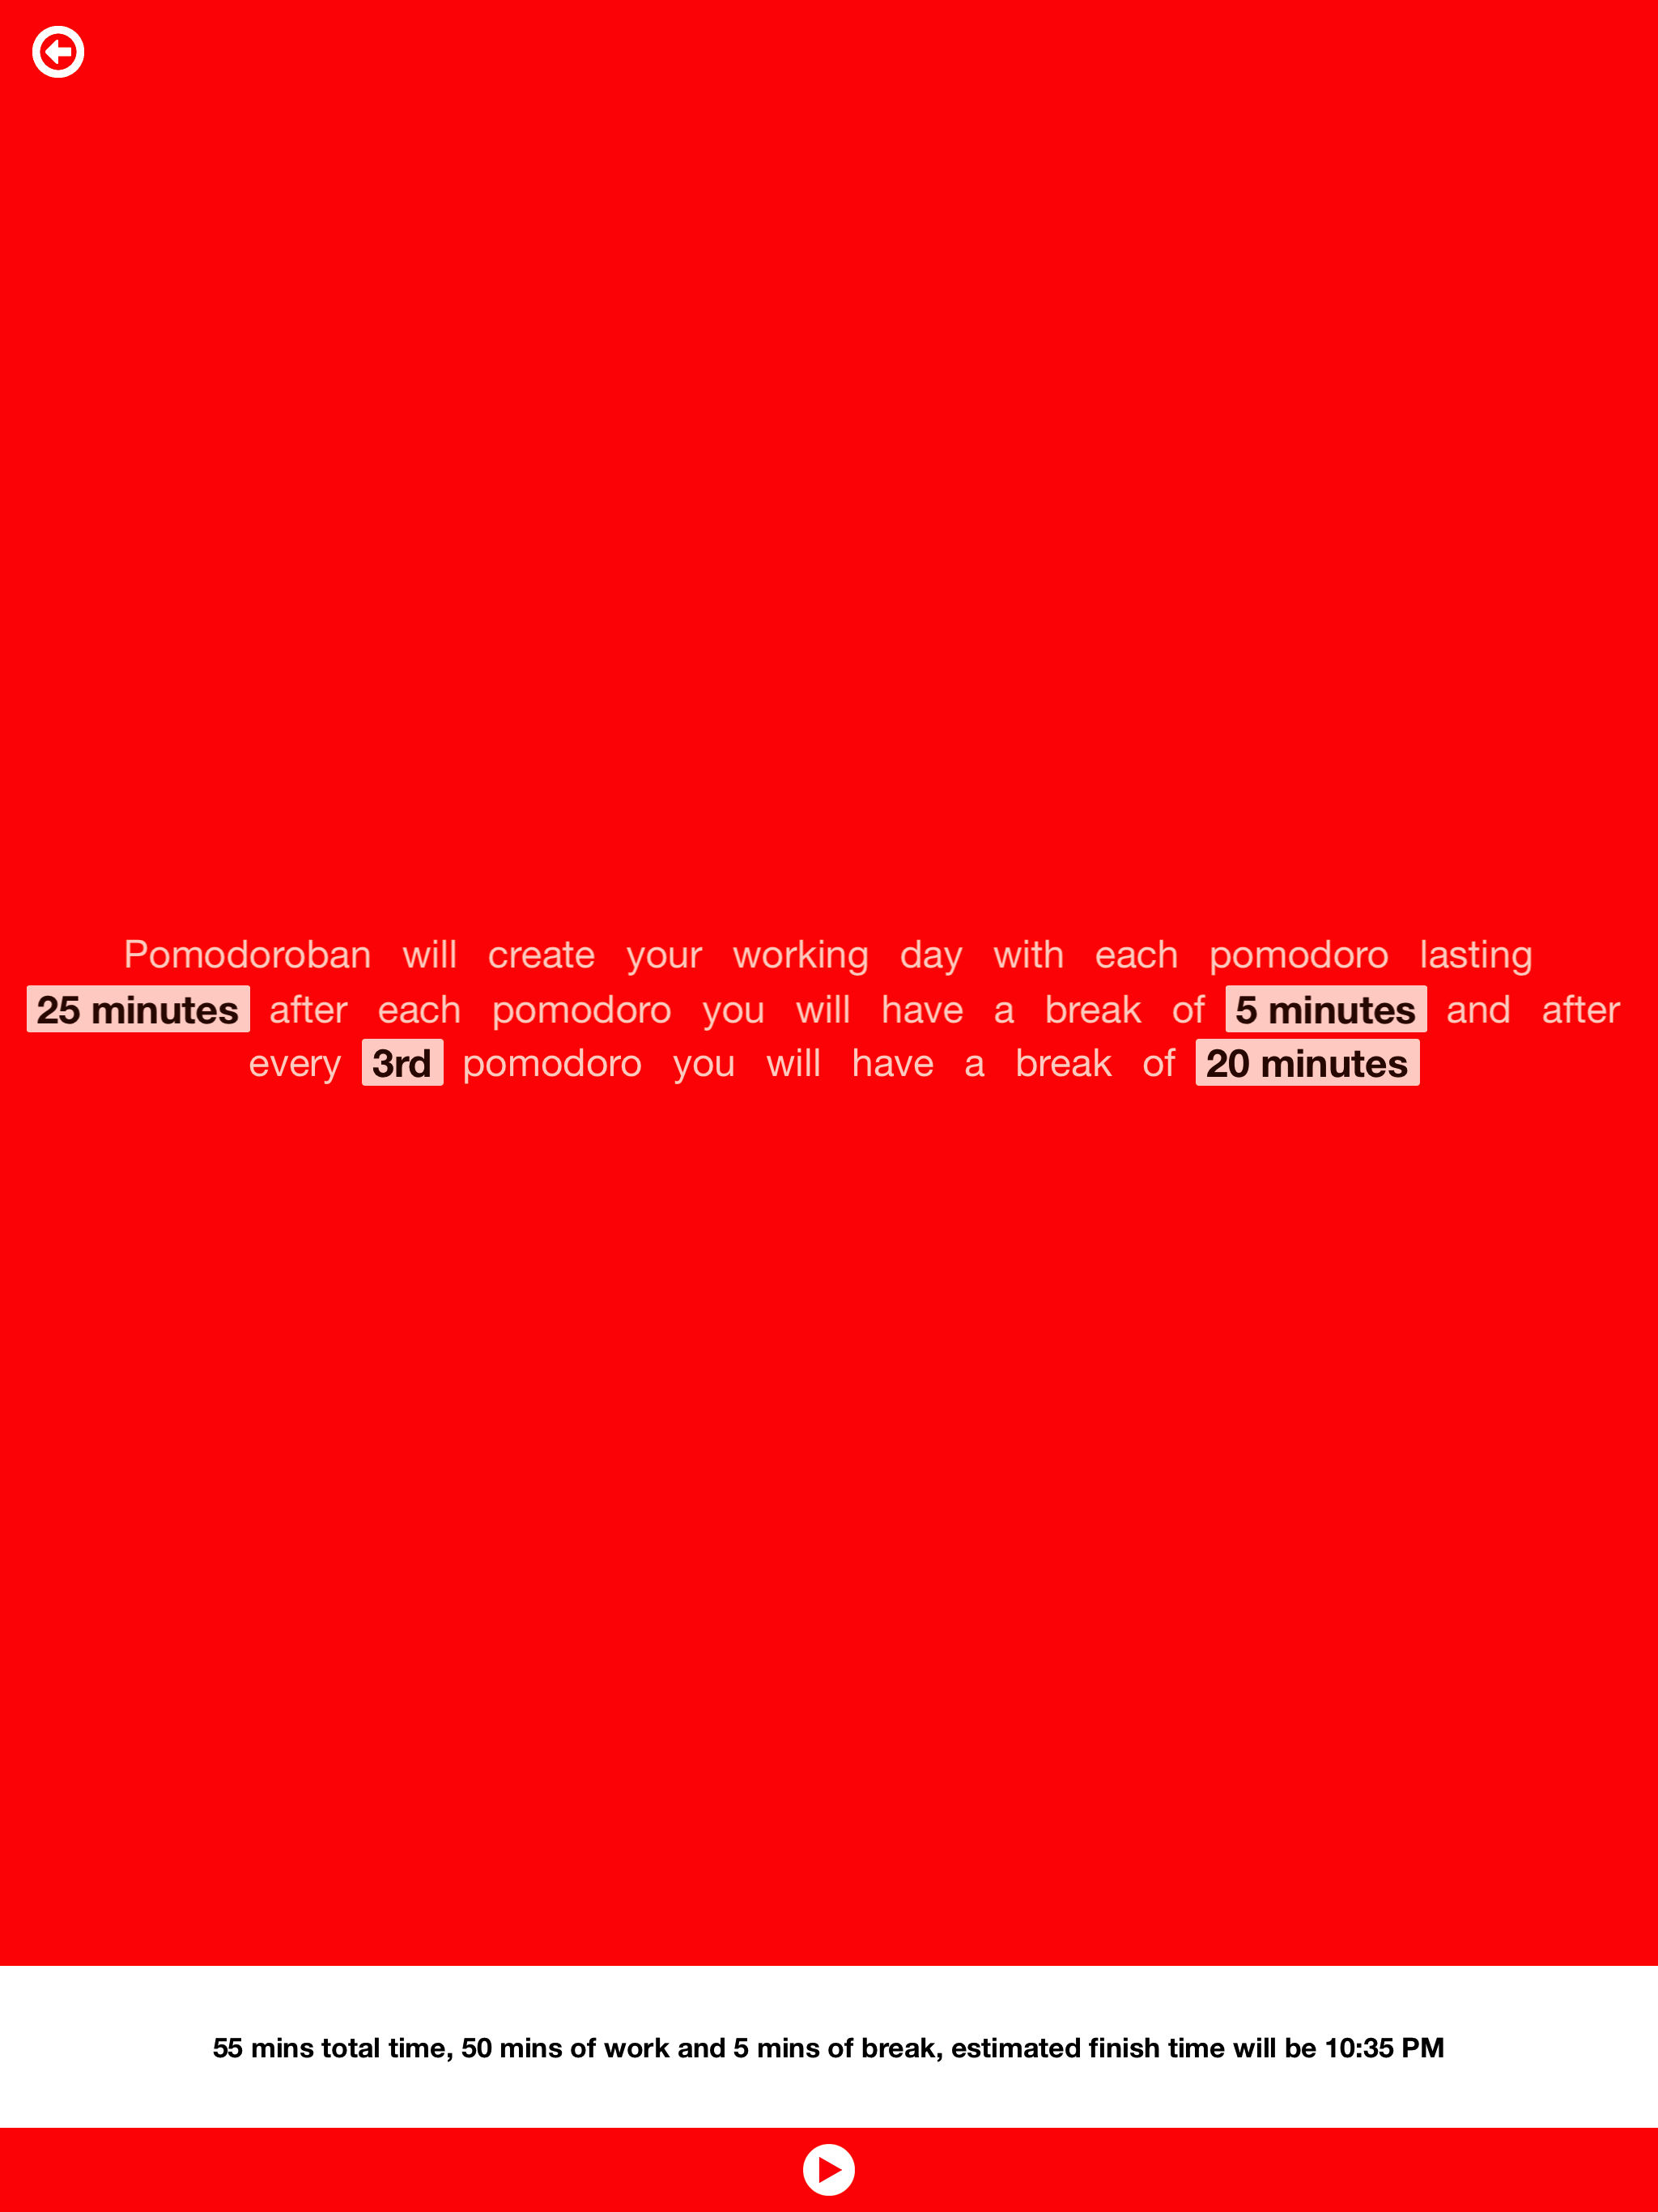 Pomodoroban will create your working day with each pomodoro lasting
25 minutes after each pomodoro you will have a break of 5 minutes and after
every 3rd pomodoro you will have a break of 20 minutes
55 mins total time, 50 mins of work and 5 mins of break, estimated finish time will be 10:35 PM